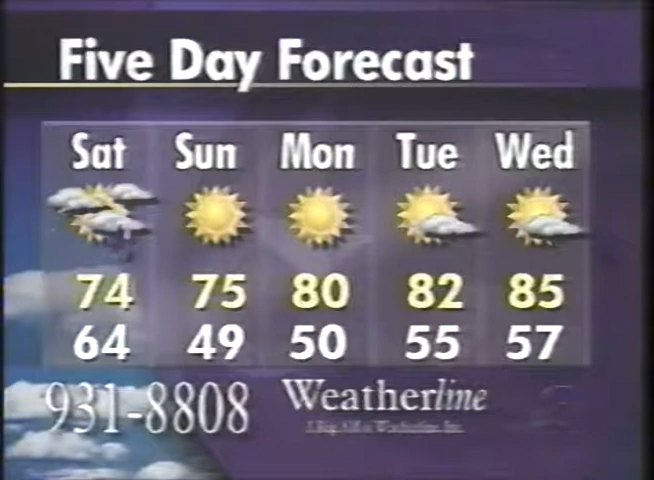 Five Day Forecast
Sat Sun Mon Tue Wed
74 75 80 82 85
64 49 50 55 57
931-8808 Weatherline